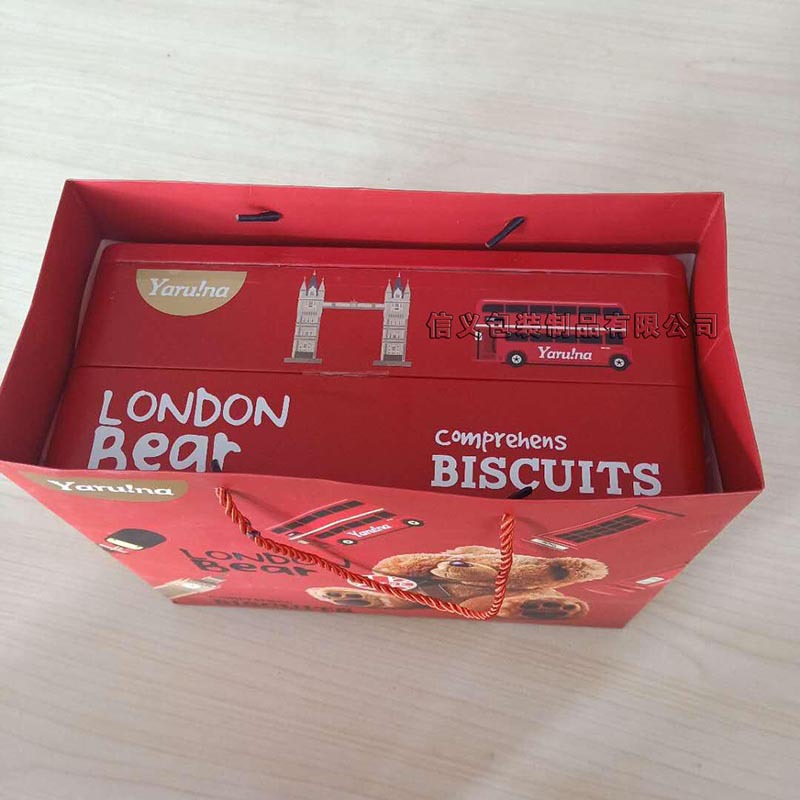 Yaru!na
信义包装制品有限公司
Yaru!na
LONDON
Bear
comprehens
BISCUITS
Yaru!na
Yaru!na
LONDON
Bear
BISCUITS